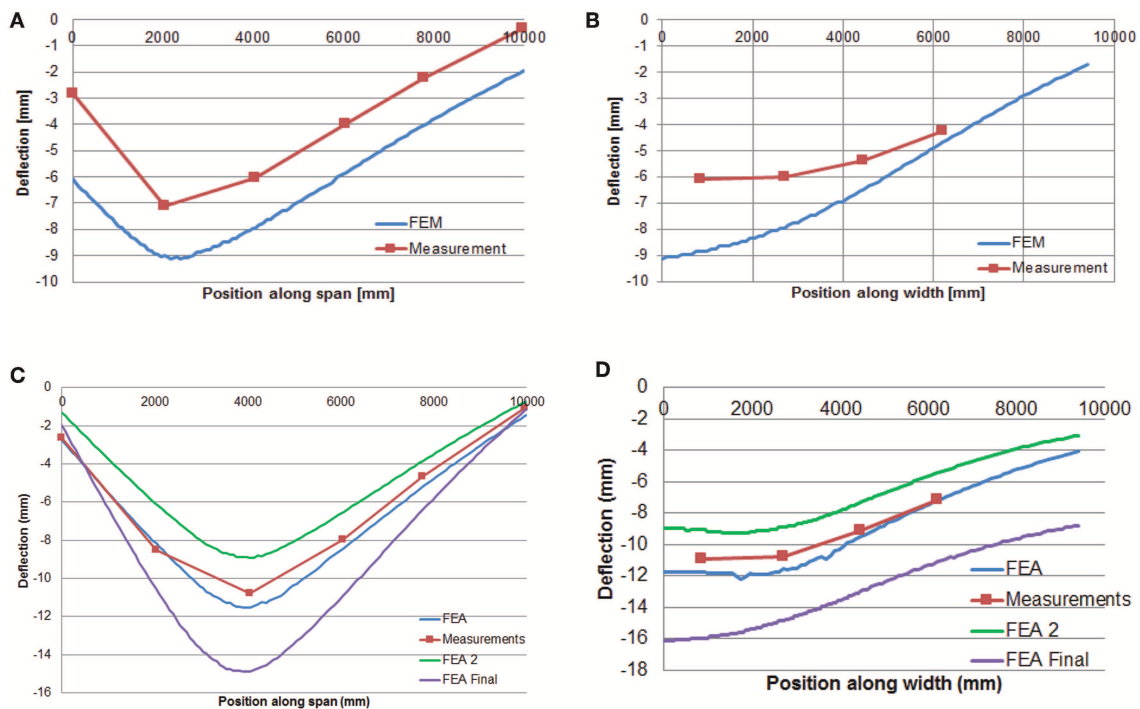 A
0
-1
-2
-3
-4
-5
-6
-7
-8
-9
-10
0 2000 4000 6000 8000 10000
Deflection [mm]
FEM
Measurement
Position along span [mm]
B
0
-1
-2
-3
-4
-5
-6
-7
-8
-9
-10
0 2000 4000 6000 8000 10000
Deflection [mm]
FEM
Measurement
Position along width [mm]
C
0
-2
-4
-6
-8
-10
-12
-14
-16
0 2000 4000 6000 8000 10000
Deflection (mm)
FEA
Measurements
FEA 2
FEA Final
Position along span (mm)
D
0
-2
-4
-6
-8
-10
-12
-14
-16
-18
0 2000 4000 6000 8000 10000
Deflection (mm)
FEA
Measurements
FEA 2
FEA Final
Position along width (mm)